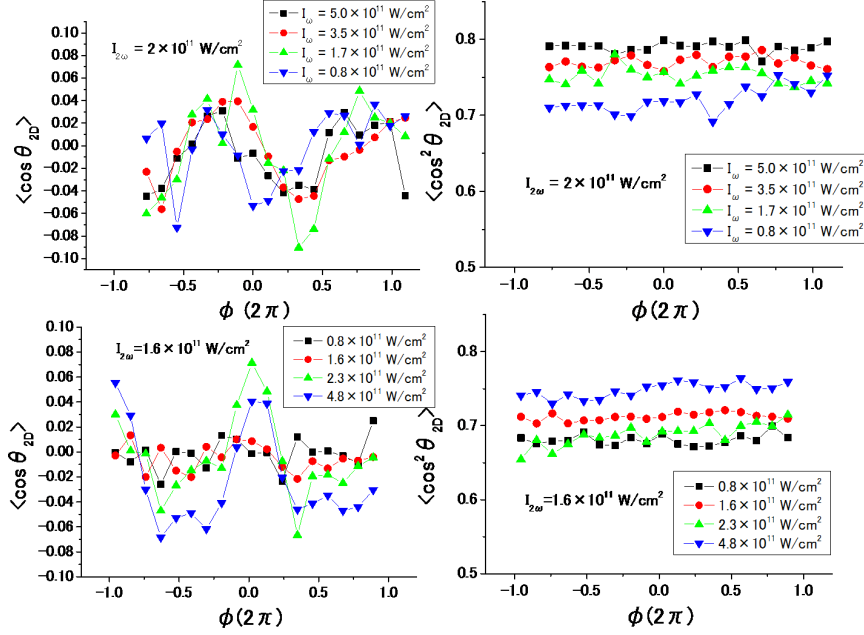 I2ω = 2×10¹¹ W/cm²
Iω = 5.0×10¹¹ W/cm²
Iω = 3.5×10¹¹ W/cm²
Iω = 1.7×10¹¹ W/cm²
Iω = 0.8×10¹¹ W/cm²
<cos θ2D>
0.10
0.08
0.06
0.04
0.02
0.00
−0.02
−0.04
−0.06
−0.08
−0.10
−1.0 −0.5 0.0 0.5 1.0
ϕ (2π)
<cos² θ2D>
0.8
0.7
0.6
0.5
I2ω = 2×10¹¹ W/cm²
Iω = 5.0×10¹¹ W/cm²
Iω = 3.5×10¹¹ W/cm²
Iω = 1.7×10¹¹ W/cm²
Iω = 0.8×10¹¹ W/cm²
−1.0 −0.5 0.0 0.5 1.0
ϕ(2π)
I2ω=1.6×10¹¹ W/cm²
0.8×10¹¹ W/cm²
1.6×10¹¹ W/cm²
2.3×10¹¹ W/cm²
4.8×10¹¹ W/cm²
<cos θ2D>
0.10
0.08
0.06
0.04
0.02
0.00
−0.02
−0.04
−0.06
−0.08
−0.10
−1.0 −0.5 0.0 0.5 1.0
ϕ(2π)
<cos² θ2D>
0.8
0.7
0.6
0.5
I2ω=1.6×10¹¹ W/cm²
0.8×10¹¹ W/cm²
1.6×10¹¹ W/cm²
2.3×10¹¹ W/cm²
4.8×10¹¹ W/cm²
−1.0 −0.5 0.0 0.5 1.0
ϕ(2π)